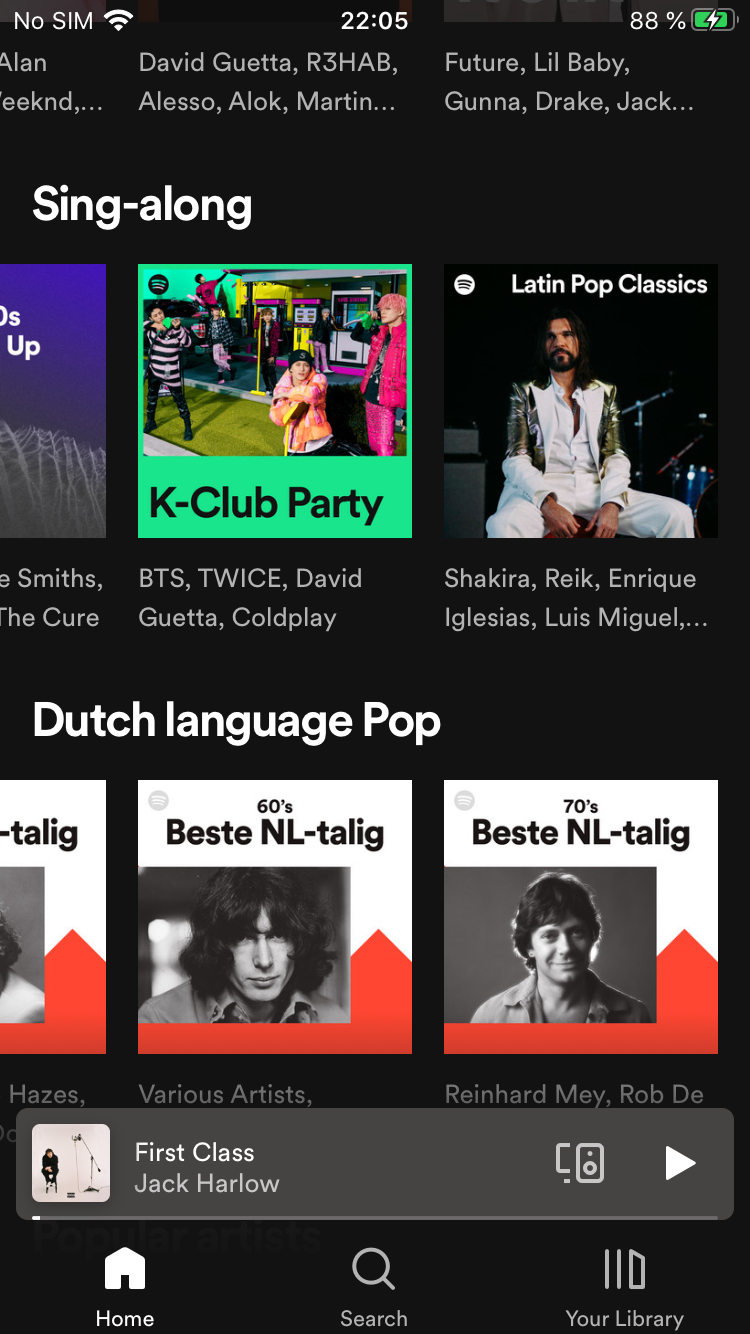 No SIM 22:05 88 %
Alan
Veeknd,...
David Guetta, R3HAB,
Alesso, Alok, Martin...
Future, Lil Baby,
Gunna, Drake, Jack...
Sing-along
0s
Up
K-Club Party
Latin Pop Classics
e Smiths,
The Cure
BTS, TWICE, David
Guetta, Coldplay
Shakira, Reik, Enrique
Iglesias, Luis Miguel,...
Dutch language Pop
-talig
60's
Beste NL-talig
70's
Beste NL-talig
Hazes,
Various Artists,
Reinhard Mey, Rob De
First Class
Jack Harlow
Popular artists
Home
Search
Your Library